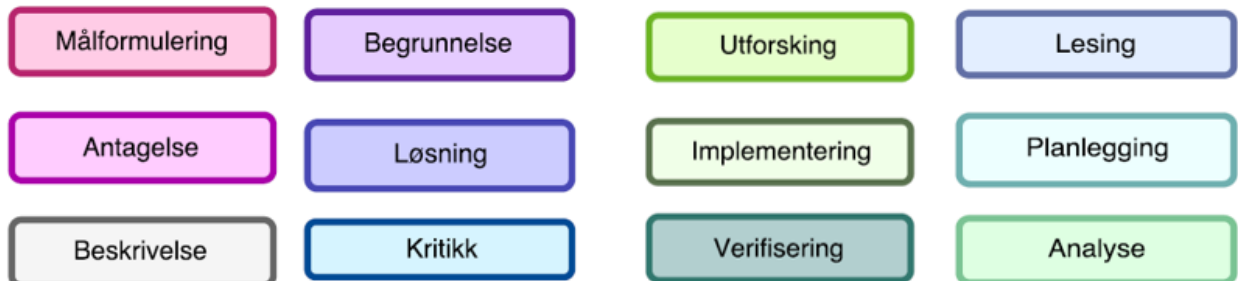 Målformulering
Begrunnelse
Utforsking
Lesing
Antagelse
Løsning
Implementering
Planlegging
Beskrivelse
Kritikk
Verifisering
Analyse